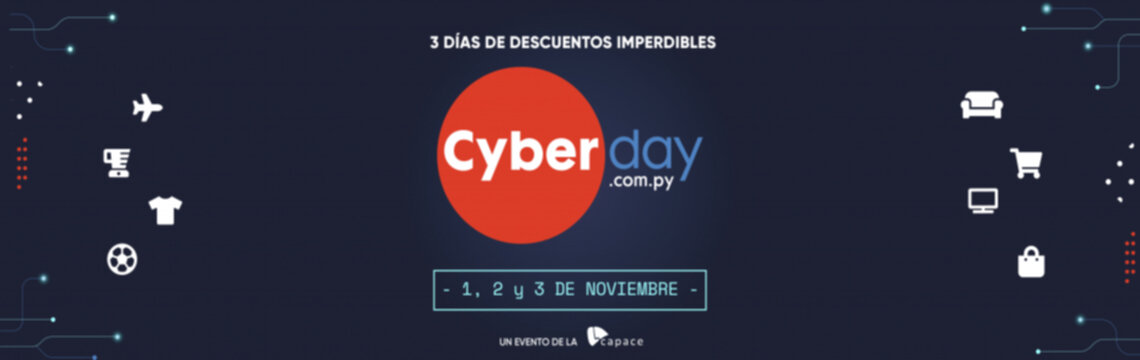 3 DÍAS DE DESCUENTOS IMPERDIBLES
Cyber day
.com.py
- 1, 2 y 3 DE NOVIEMBRE -
UN EVENTO DE LA capace